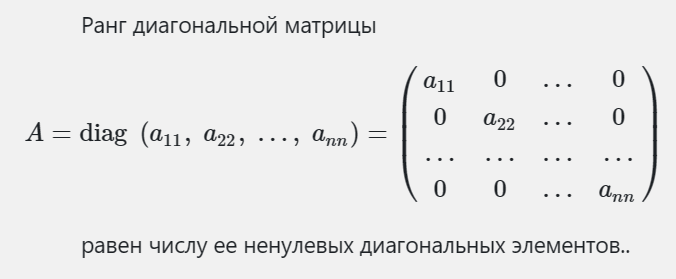 Ранг диагональной матрицы
A = diag (a₁₁, a₂₂, ..., aₙₙ) =
a₁₁ 0 ... 0
0 a₂₂ ... 0
... ... ... ...
0 0 ... aₙₙ
равен числу ее ненулевых диагональных элементов..